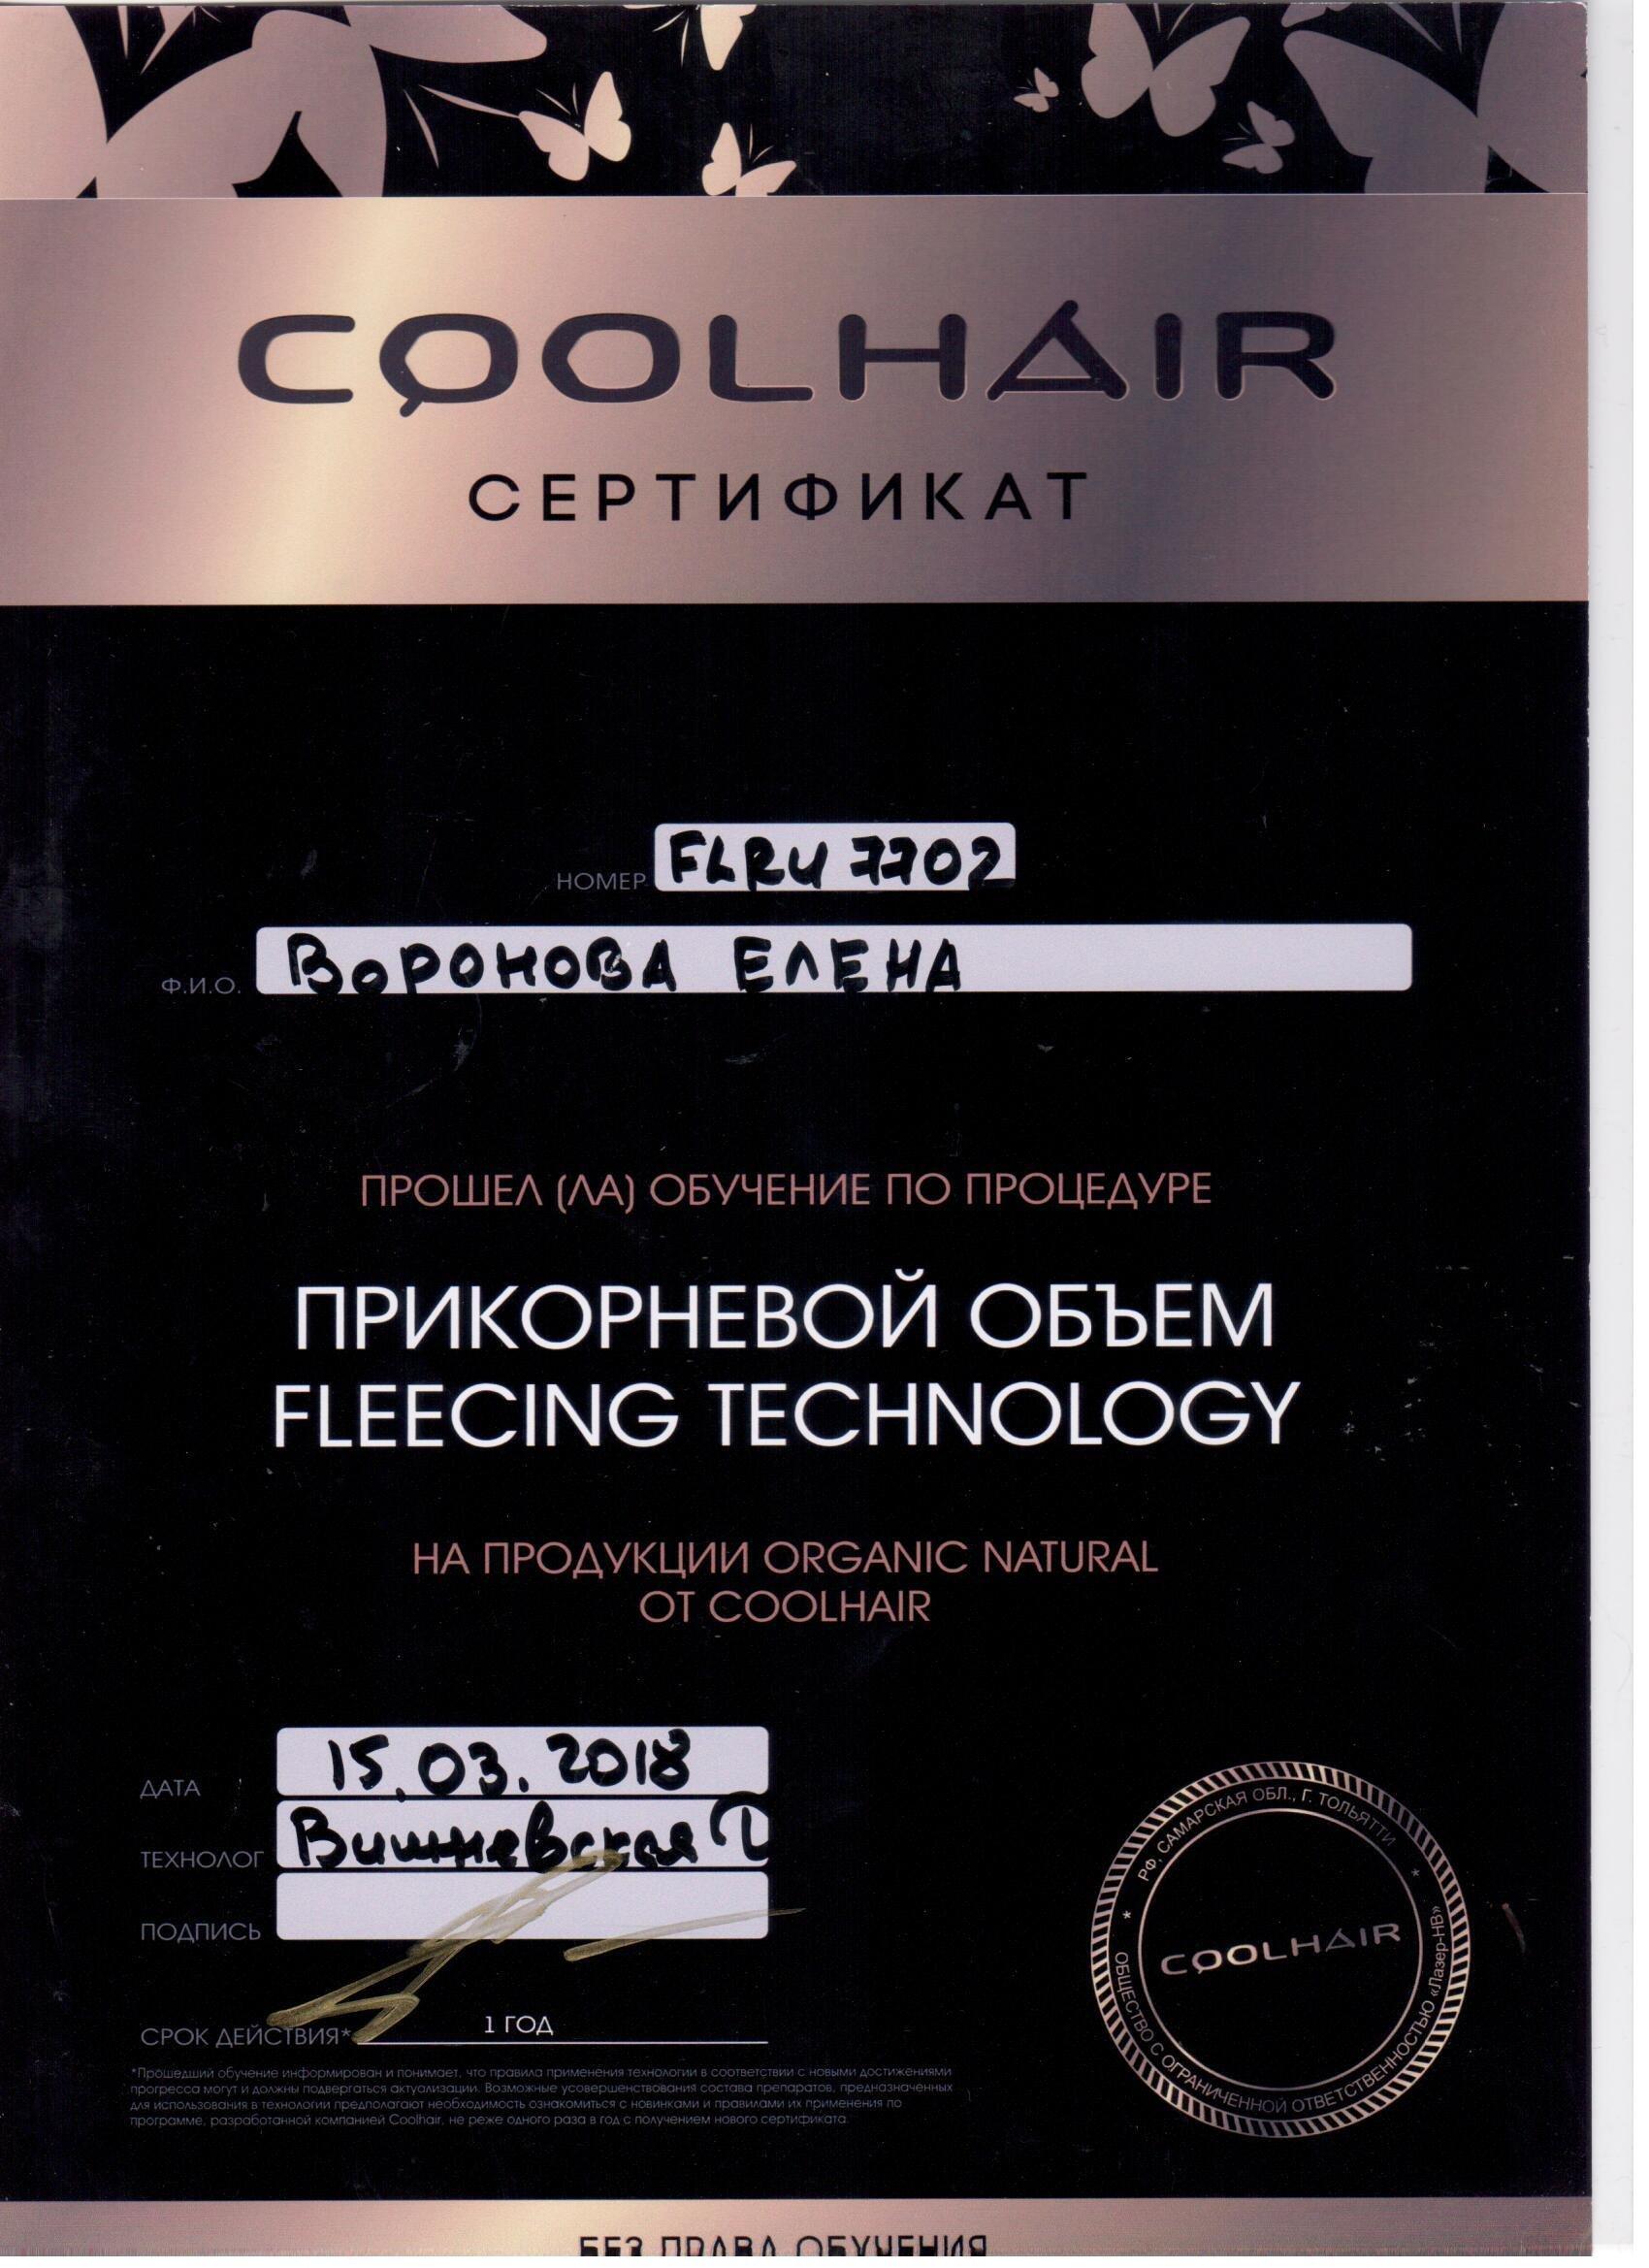 COOLHAIR
СЕРТИФИКАТ
НОМЕР FLRU 7702
Ф.И.О. ВОРОНОВА ЕЛЕНА
ПРОШЕЛ (ЛА) ОБУЧЕНИЕ ПО ПРОЦЕДУРЕ
ПРИКОРНЕВОЙ ОБЪЕМ
FLEECING TECHNOLOGY
НА ПРОДУКЦИИ ORGANIC NATURAL
ОТ COOLHAIR
ДАТА 15.03.2018
ТЕХНОЛОГ Вишневская
ПОДПИСЬ
СРОК ДЕЙСТВИЯ* 1 ГОД
*Прошедший обучение информирован и понимает, что правила применения технологии в соответствии с новыми достижениями
прогресса могут и должны подвергаться актуализации. Возможные усовершенствования состава препаратов, предназначенных
для использования в технологии предполагают необходимость ознакомиться с новинками и правилами их применения по
программе, разработанной компанией Coolhair, не реже одного раза в год с получением нового сертификата.
РФ, САМАРСКАЯ ОБЛ., Г. ТОЛЬЯТТИ
COOLHAIR
ОБЩЕСТВО С ОГРАНИЧЕННОЙ ОТВЕТСТВЕННОСТЬЮ «Лазер-НВ»
БЕЗ ПРАВА ОБУЧЕНИЯ